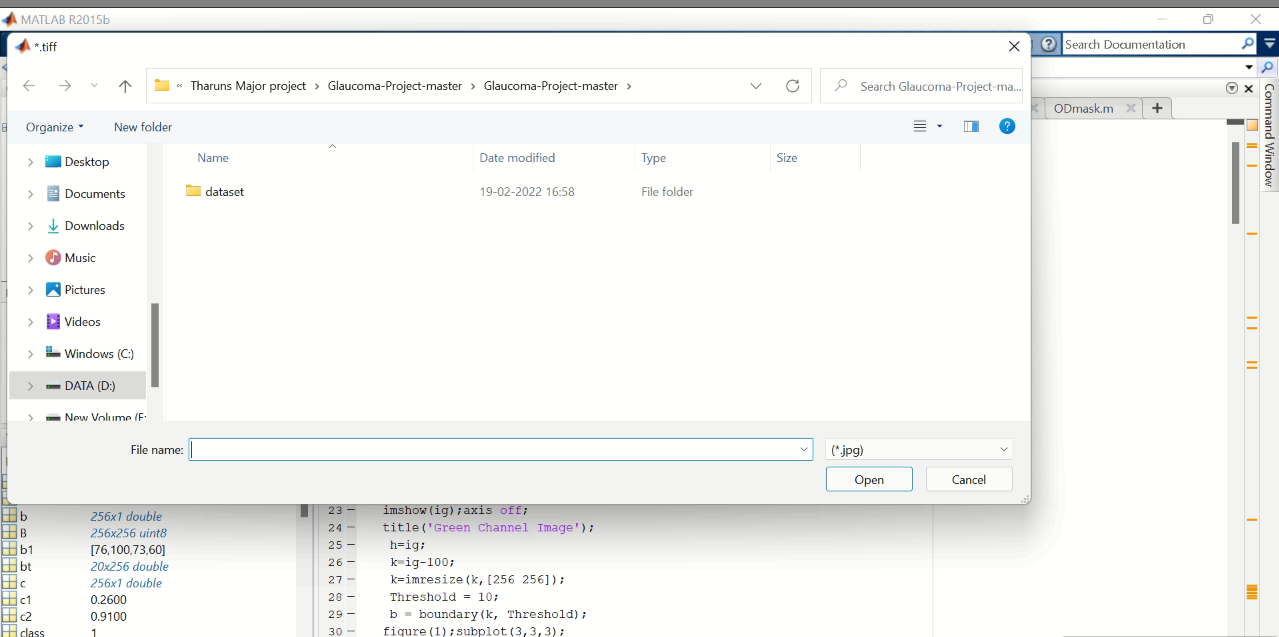 MATLAB R2015b
*.tiff
Search Documentation
« Tharuns Major project › Glaucoma-Project-master › Glaucoma-Project-master ›
Search Glaucoma-Project-ma...
ODmask.m
Organize
New folder
Command Window
Name
Date modified
Type
Size
Desktop
Documents
Downloads
Music
Pictures
Videos
Windows (C:)
DATA (D:)
New Volume (E:
dataset
19-02-2022 16:58
File folder
File name:
(*.jpg)
Open
Cancel
b 256x1 double
B 256x256 uint8
b1 [76,100,73,60]
bt 20x256 double
c 256x1 double
c1 0.2600
c2 0.9100
class 1
23 — imshow(ig);axis off;
24 — title('Green Channel Image');
25 — h=ig;
26 — k=ig-100;
27 — k=imresize(k,[256 256]);
28 — Threshold = 10;
29 — b = boundary(k, Threshold);
30 — figure(1);subplot(3,3,3);